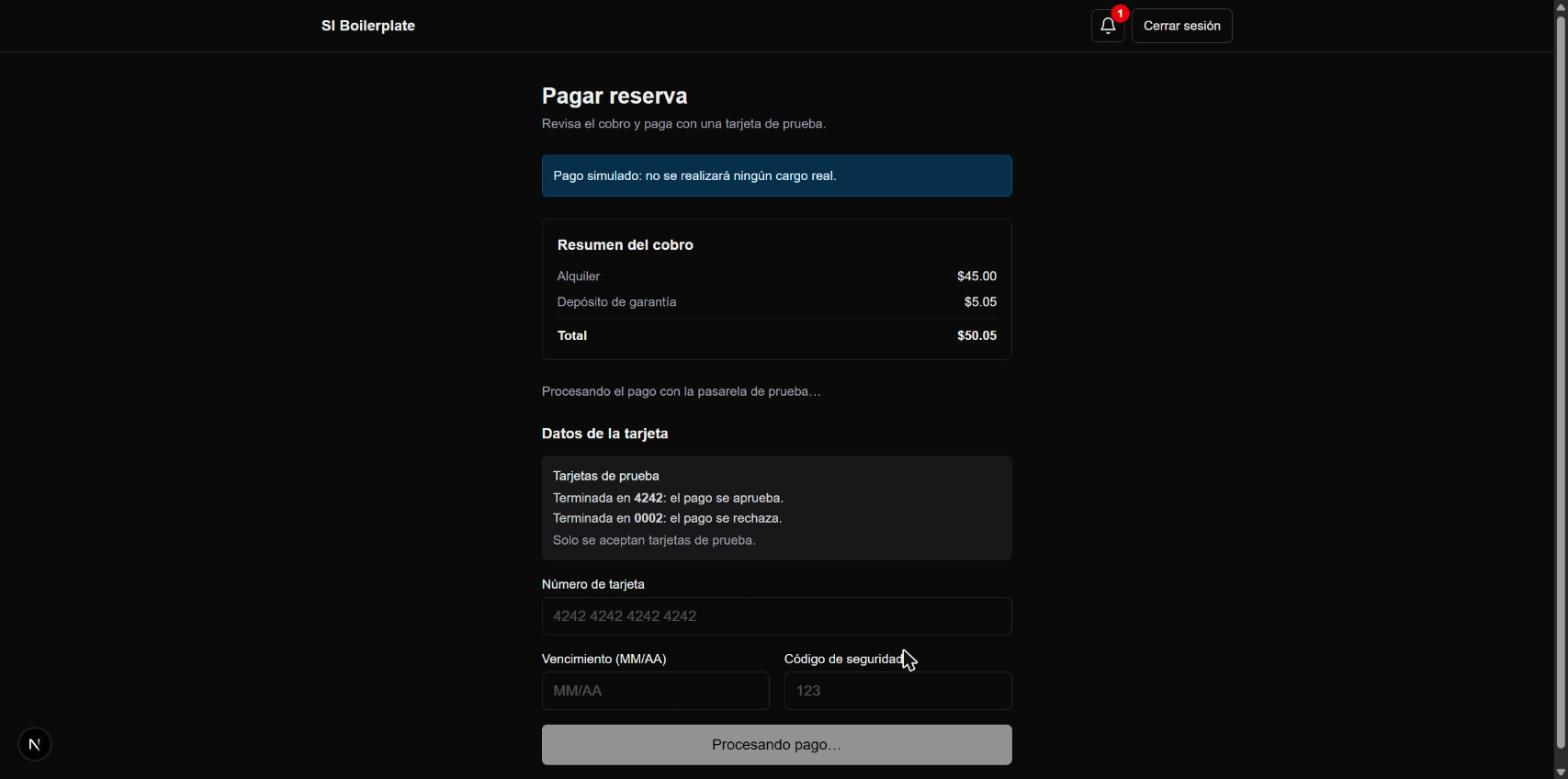 SI Boilerplate
1
Cerrar sesión
Pagar reserva
Revisa el cobro y paga con una tarjeta de prueba.
Pago simulado: no se realizará ningún cargo real.
Resumen del cobro
Alquiler $45.00
Depósito de garantía $5.05
Total $50.05
Procesando el pago con la pasarela de prueba…
Datos de la tarjeta
Tarjetas de prueba
Terminada en 4242: el pago se aprueba.
Terminada en 0002: el pago se rechaza.
Solo se aceptan tarjetas de prueba.
Número de tarjeta
4242 4242 4242 4242
Vencimiento (MM/AA) Código de seguridad
MM/AA 123
N
Procesando pago…